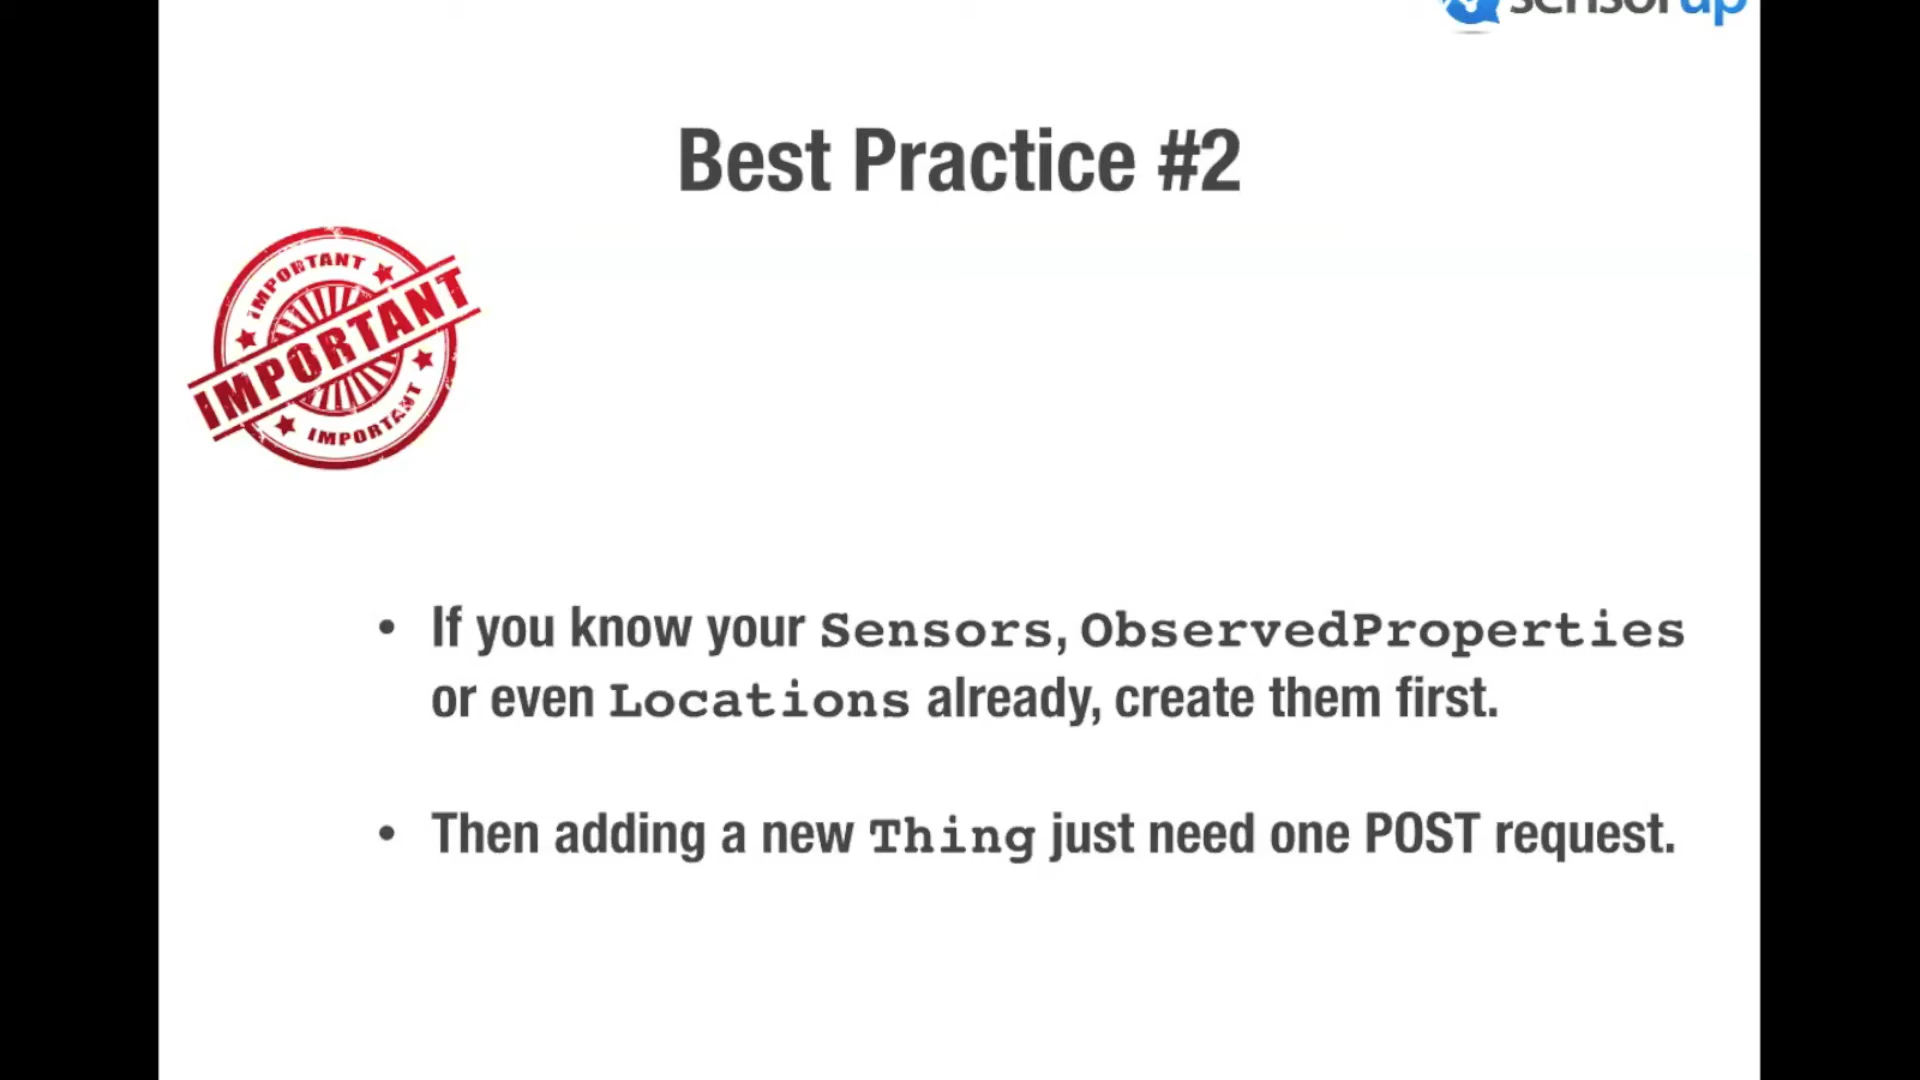 sensorup
Best Practice #2
IMPORTANT
IMPORTANT
IMPORTANT
• If you know your Sensors, ObservedProperties
or even Locations already, create them first.
• Then adding a new Thing just need one POST request.